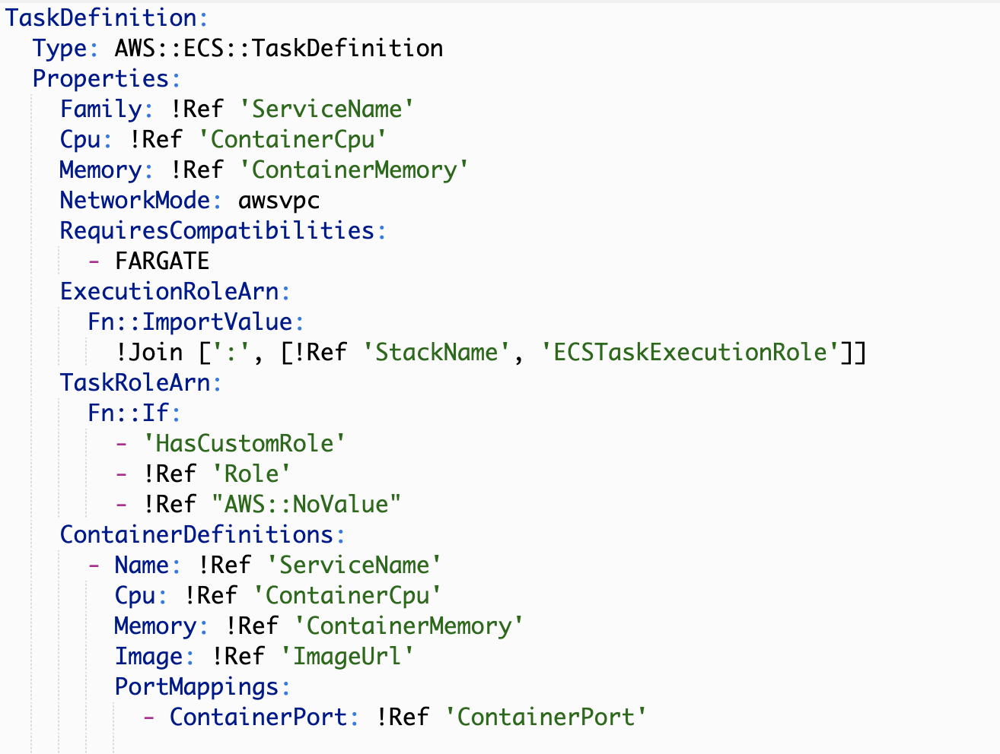 TaskDefinition:
  Type: AWS::ECS::TaskDefinition
  Properties:
    Family: !Ref 'ServiceName'
    Cpu: !Ref 'ContainerCpu'
    Memory: !Ref 'ContainerMemory'
    NetworkMode: awsvpc
    RequiresCompatibilities:
      - FARGATE
    ExecutionRoleArn:
      Fn::ImportValue:
        !Join [':', [!Ref 'StackName', 'ECSTaskExecutionRole']]
    TaskRoleArn:
      Fn::If:
        - 'HasCustomRole'
        - !Ref 'Role'
        - !Ref "AWS::NoValue"
    ContainerDefinitions:
      - Name: !Ref 'ServiceName'
        Cpu: !Ref 'ContainerCpu'
        Memory: !Ref 'ContainerMemory'
        Image: !Ref 'ImageUrl'
        PortMappings:
          - ContainerPort: !Ref 'ContainerPort'